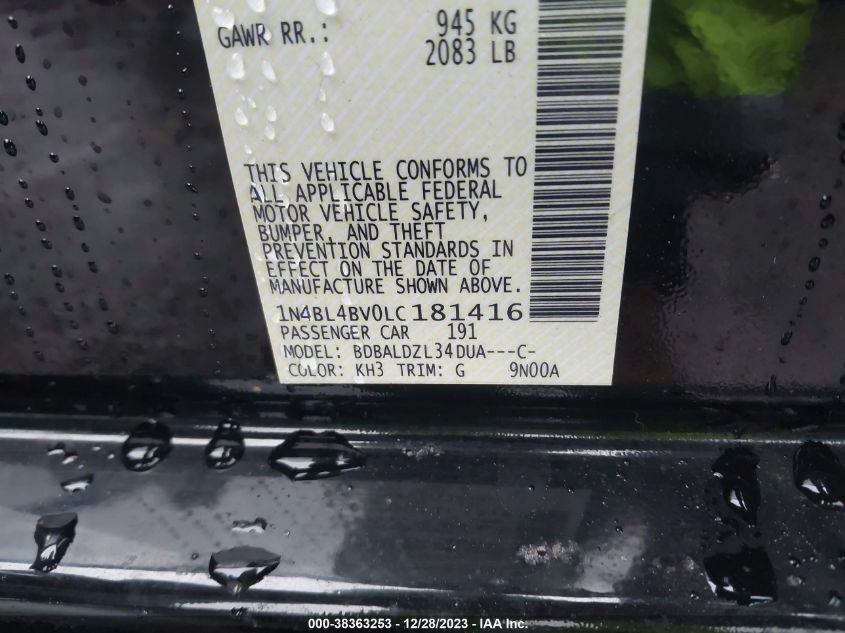 GAWR RR.: 945 KG
2083 LB
THIS VEHICLE CONFORMS TO
ALL APPLICABLE FEDERAL
MOTOR VEHICLE SAFETY,
BUMPER, AND THEFT
PREVENTION STANDARDS IN
EFFECT ON THE DATE OF
MANUFACTURE SHOWN ABOVE.
1N4BL4BV0LC181416
PASSENGER CAR 191
MODEL: BDBALDZL34DUA---C-
COLOR: KH3 TRIM: G 9N00A
000-38363253 - 12/28/2023 - IAA Inc.